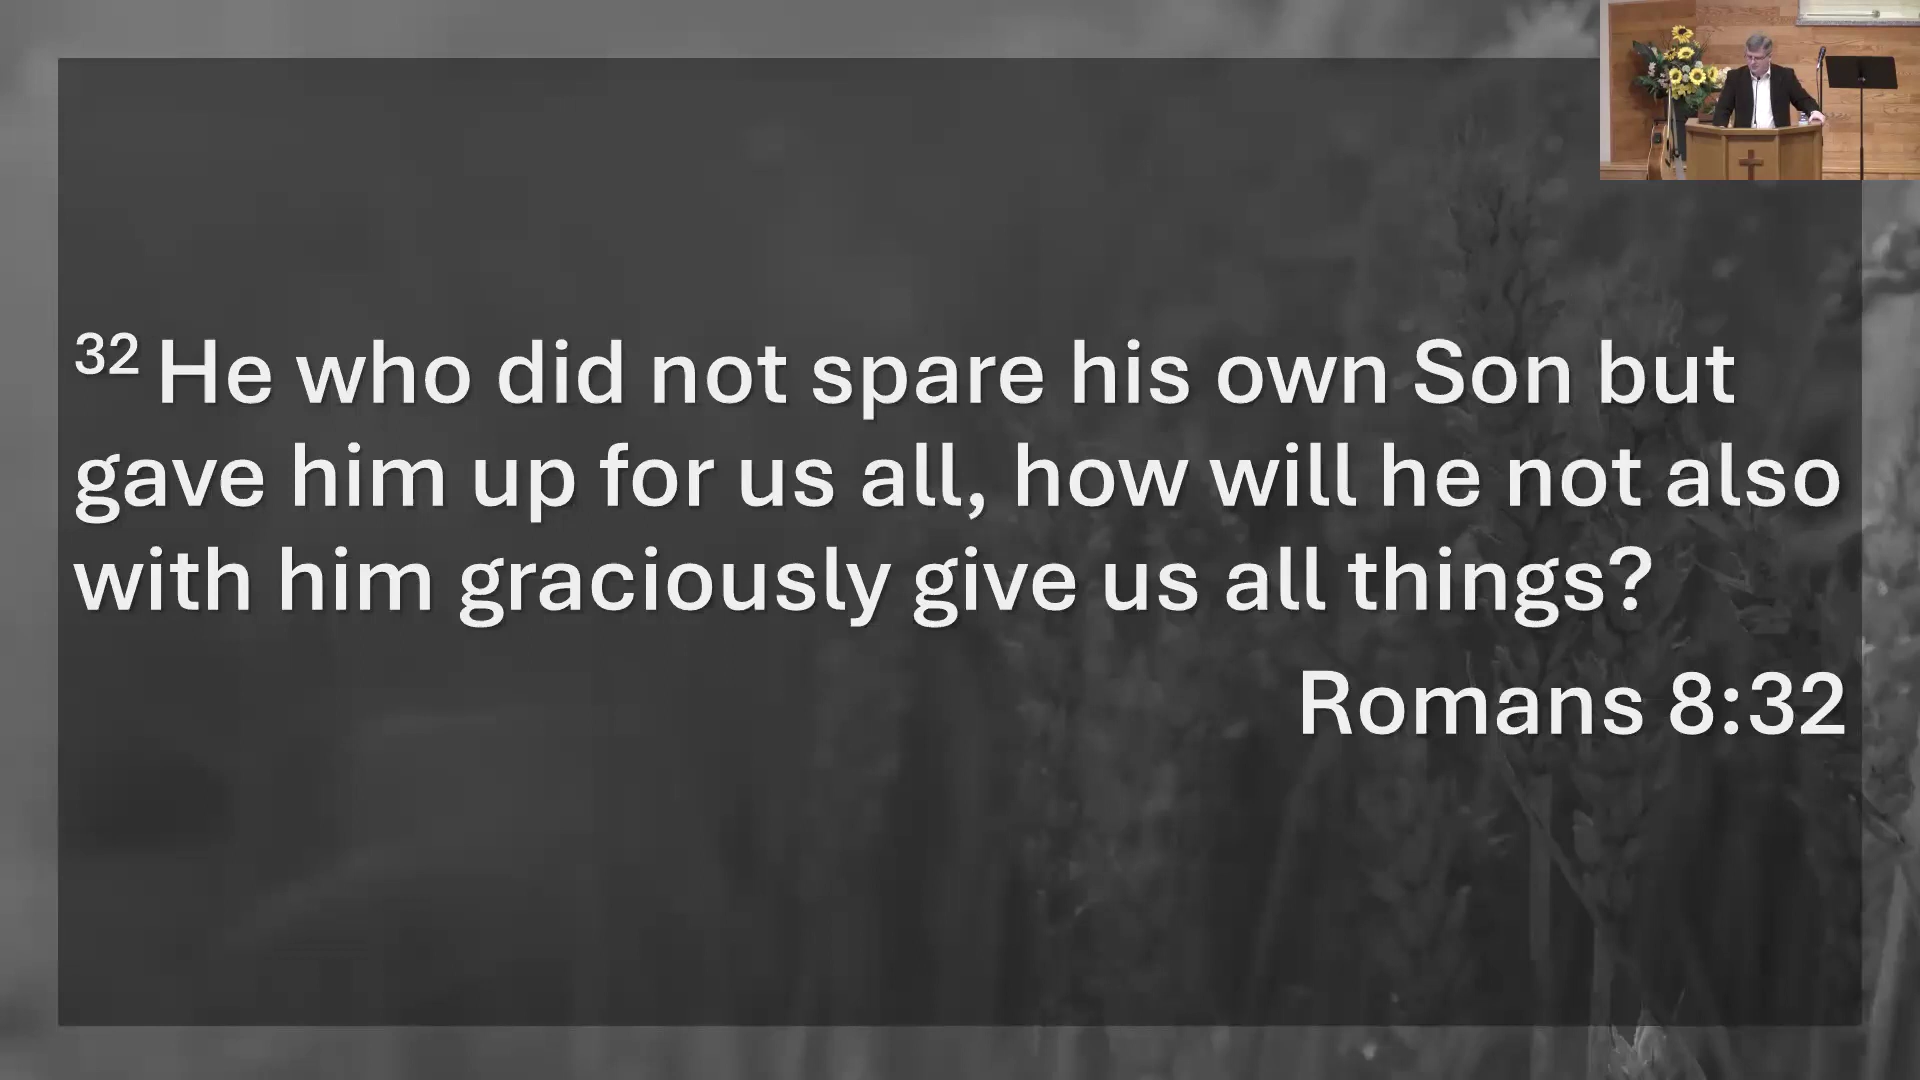 32 He who did not spare his own Son but
gave him up for us all, how will he not also
with him graciously give us all things?
Romans 8:32